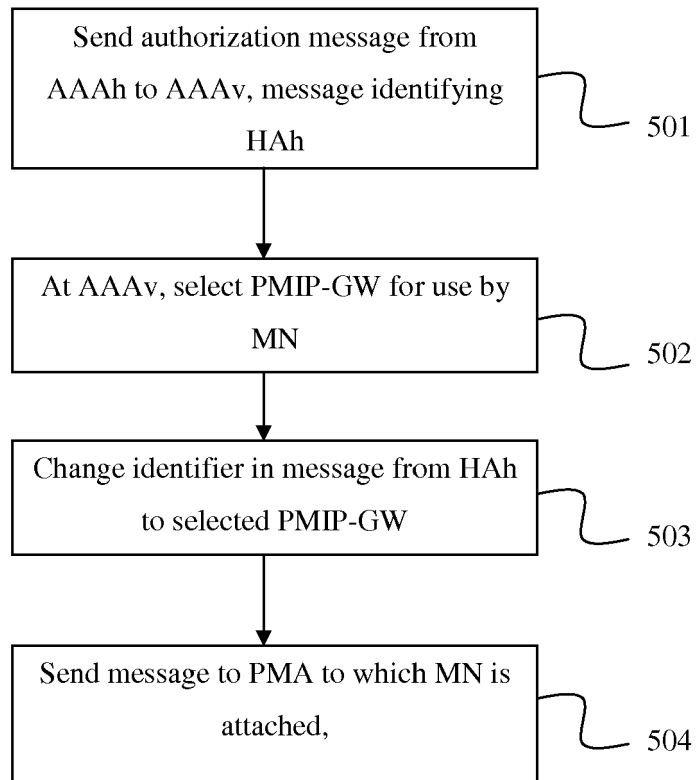 Send authorization message from
AAAh to AAAv, message identifying
HAh
501
At AAAv, select PMIP-GW for use by
MN
502
Change identifier in message from HAh
to selected PMIP-GW
503
Send message to PMA to which MN is
attached,
504